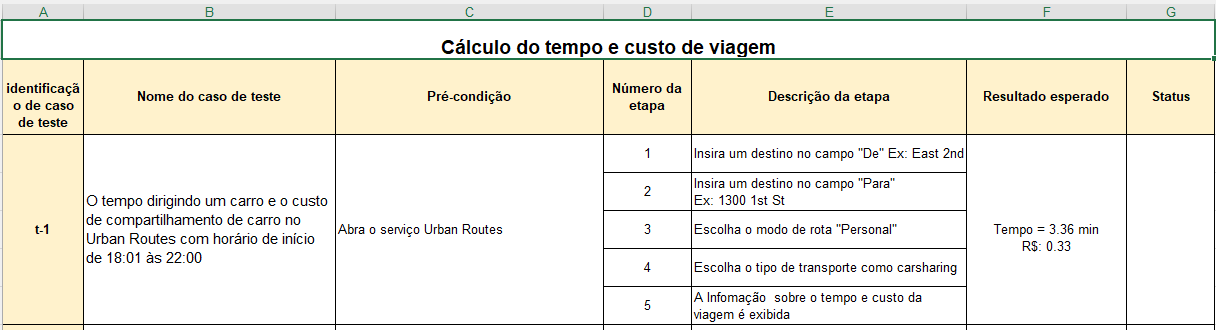 A B C D E F G
Cálculo do tempo e custo de viagem
identificaçã
o de caso
de teste
Nome do caso de teste
Pré-condição
Número da
etapa
Descrição da etapa
Resultado esperado
Status
t-1
O tempo dirigindo um carro e o custo
de compartilhamento de carro no
Urban Routes com horário de início
de 18:01 às 22:00
Abra o serviço Urban Routes
1
Insira um destino no campo "De" Ex: East 2nd
2
Insira um destino no campo "Para"
Ex: 1300 1st St
3
Escolha o modo de rota "Personal"
4
Escolha o tipo de transporte como carsharing
5
A Infomação sobre o tempo e custo da
viagem é exibida
Tempo = 3.36 min
R$: 0.33